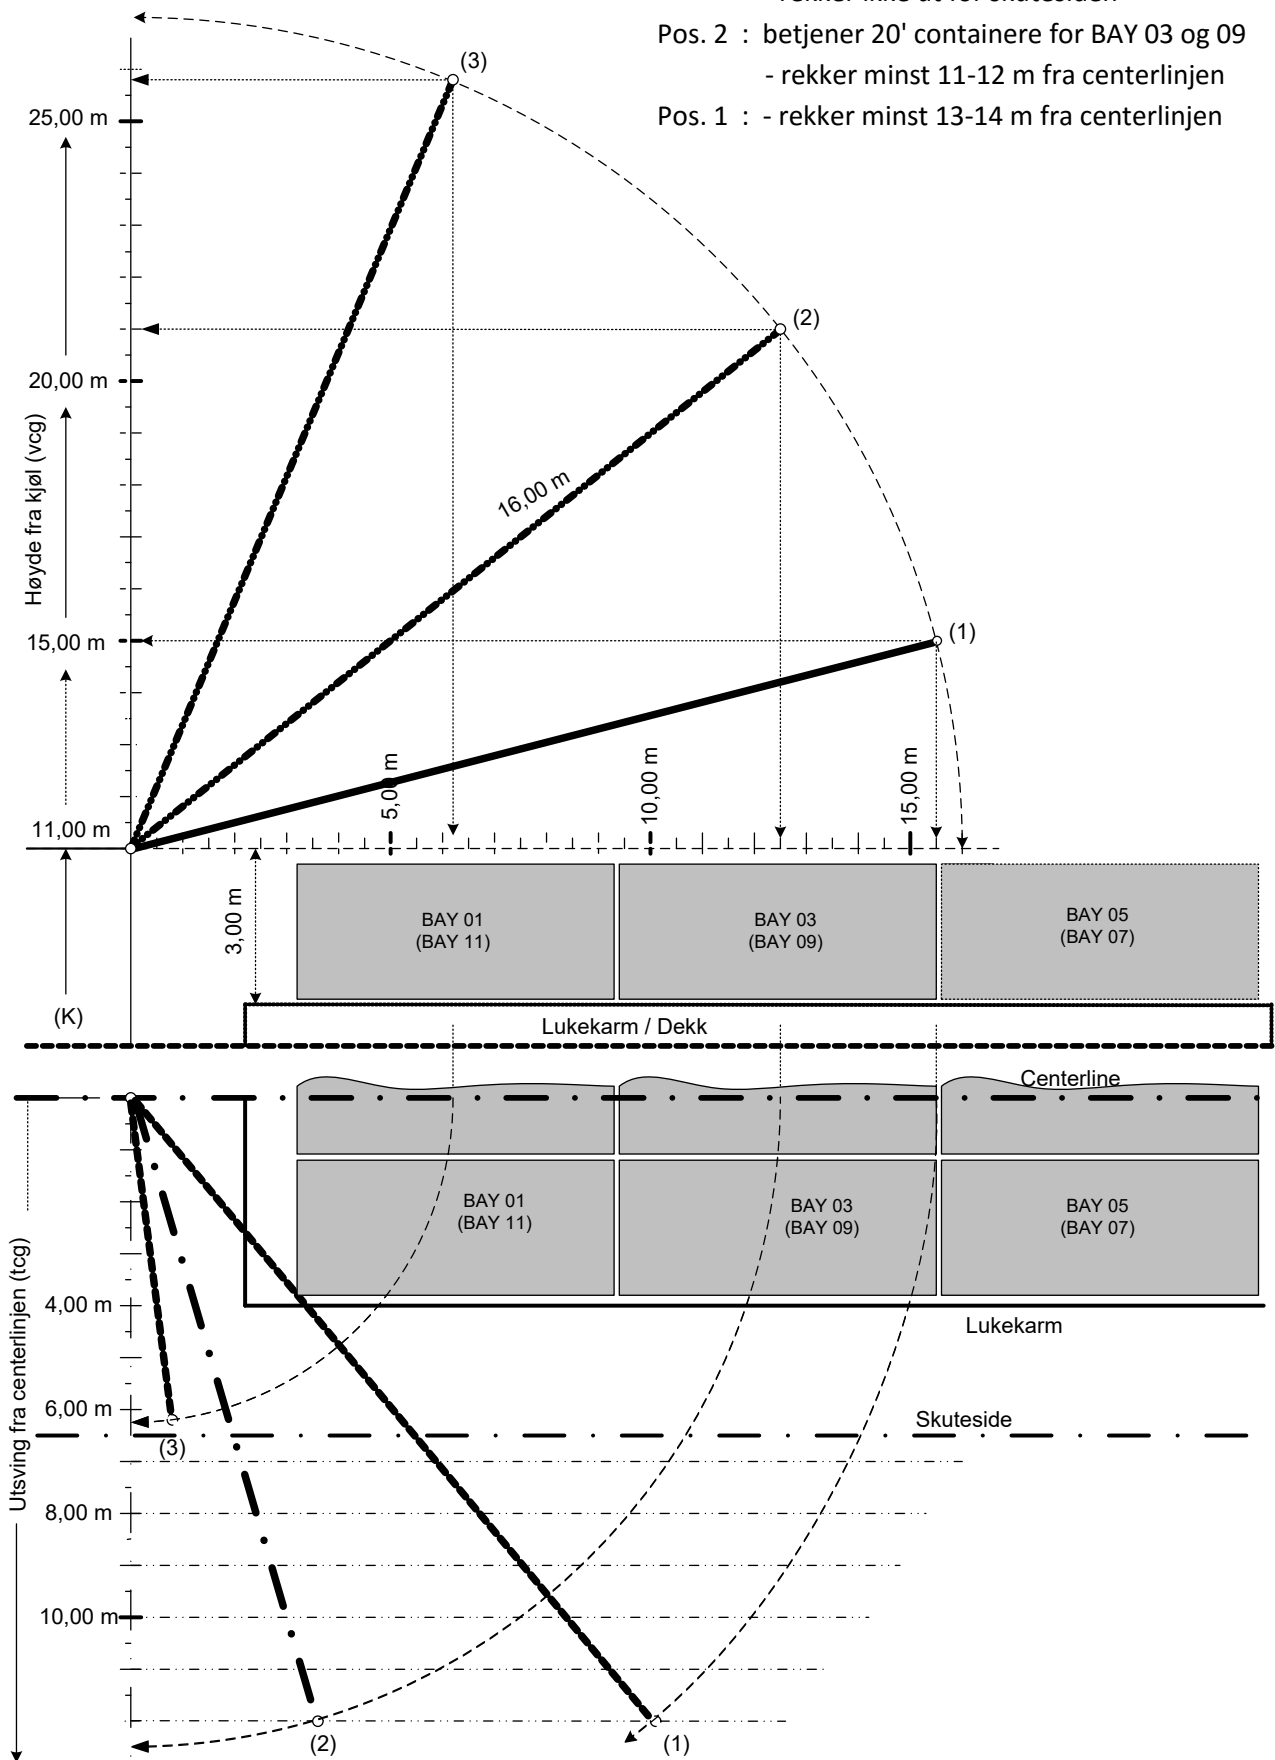 - rekker ikke ut for skutesiden
Pos. 2 : betjener 20' containere for BAY 03 og 09
- rekker minst 11-12 m fra centerlinjen
Pos. 1 : - rekker minst 13-14 m fra centerlinjen
(3)
25,00 m
(2)
20,00 m
Høyde fra kjøl (vcg)
16,00 m
(1)
15,00 m
5,00 m
10,00 m
15,00 m
11,00 m
3,00 m
BAY 01
(BAY 11)
BAY 03
(BAY 09)
BAY 05
(BAY 07)
(K)
Lukekarm / Dekk
Centerline
BAY 01
(BAY 11)
BAY 03
(BAY 09)
BAY 05
(BAY 07)
Utsving fra centerlinjen (tcg)
4,00 m
Lukekarm
6,00 m
Skuteside
(3)
8,00 m
10,00 m
(2)
(1)